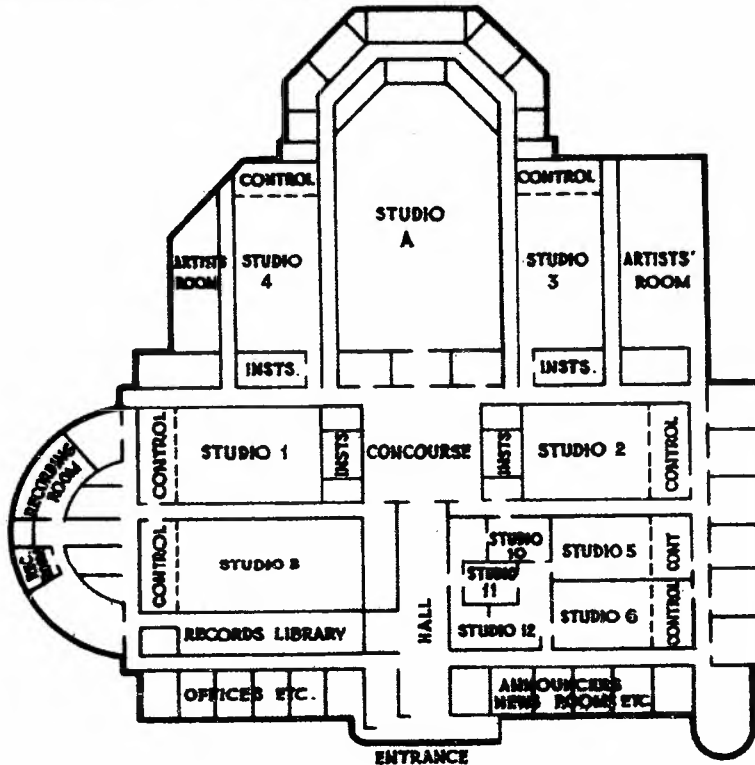 CONTROL
CONTROL
STUDIO
A
ARTISTS
ROOM
STUDIO
4
STUDIO
3
ARTISTS'
ROOM
INSTS.
INSTS.
RECORDING
ROOM
CONTROL
STUDIO 1
INSTS
CONCOURSE
INSTS
STUDIO 2
CONTROL
REC.
ROOM
CONTROL
STUDIO B
STUDIO
10
STUDIO
11
STUDIO 12
STUDIO 5
CONT
STUDIO 6
CONTROL
HALL
RECORDS LIBRARY
OFFICES ETC.
ANNOUNCERS
NEWS ROOMS ETC
ENTRANCE